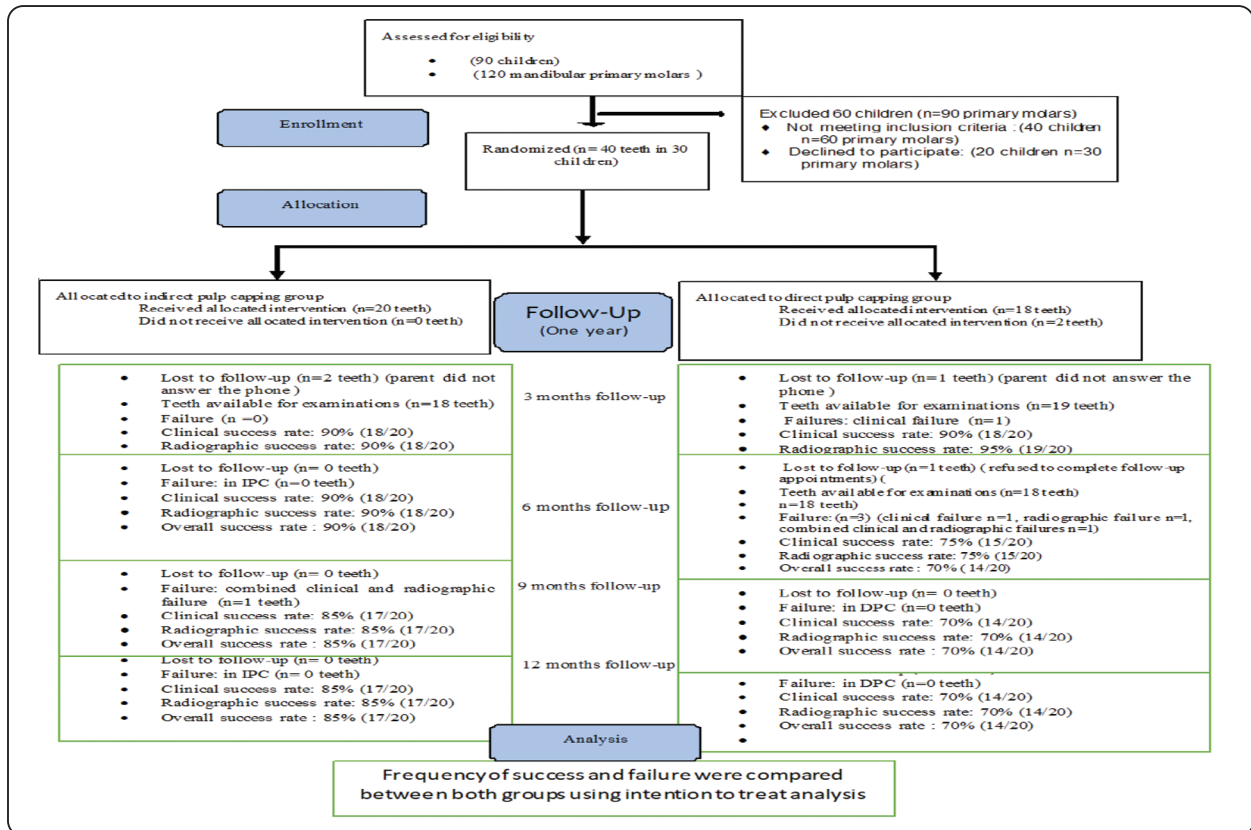 Assessed for eligibility
• (90 children)
• (120 mandibular primary molars )
Enrollment
Excluded 60 children (n=90 primary molars)
◆ Not meeting inclusion criteria : (40 children
n=60 primary molars)
◆ Declined to participate: (20 children n=30
primary molars)
Randomized (n= 40 teeth in 30
children)
Allocation
Allocated to indirect pulp capping group
Received allocated intervention (n=20 teeth)
Did not receive allocated intervention (n=0 teeth)
Follow-Up
(One year)
Allocated to direct pulp capping group
Received allocated intervention (n=18 teeth)
Did not receive allocated intervention (n=2 teeth)
• Lost to follow-up (n=2 teeth) (parent did not
answer the phone )
• Teeth available for examinations (n=18 teeth)
• Failure (n =0)
• Clinical success rate: 90% (18/20)
• Radiographic success rate: 90% (18/20)
3 months follow-up
• Lost to follow-up (n=1 teeth) (parent did not answer the
phone )
• Teeth available for examinations (n=19 teeth)
• Failures: clinical failure (n=1)
• Clinical success rate: 90% (18/20)
• Radiographic success rate: 95% (19/20)
• Lost to follow-up (n= 0 teeth)
• Failure: in IPC (n=0 teeth)
• Clinical success rate: 90% (18/20)
• Radiographic success rate: 90% (18/20)
• Overall success rate : 90% (18/20)
6 months follow-up
• Lost to follow-up (n=1 teeth) ( refused to complete follow-up
appointments) (
• Teeth available for examinations (n=18 teeth)
• n=18 teeth)
• Failure: (n=3) (clinical failure n=1, radiographic failure n=1,
combined clinical and radiographic failures n=1)
• Clinical success rate: 75% (15/20)
• Radiographic success rate: 75% (15/20)
• Overall success rate : 70% ( 14/20)
• Lost to follow-up (n= 0 teeth)
• Failure: combined clinical and radiographic
failure (n=1 teeth)
• Clinical success rate: 85% (17/20)
• Radiographic success rate: 85% (17/20)
• Overall success rate : 85% (17/20)
9 months follow-up
• Lost to follow-up (n= 0 teeth)
• Failure: in DPC (n=0 teeth)
• Clinical success rate: 70% (14/20)
• Radiographic success rate: 70% (14/20)
• Overall success rate : 70% (14/20)
• Lost to follow-up (n= 0 teeth)
• Failure: in IPC (n= 0 teeth)
• Clinical success rate: 85% (17/20)
• Radiographic success rate: 85% (17/20)
• Overall success rate : 85% (17/20)
12 months follow-up
• Failure: in DPC (n=0 teeth)
• Clinical success rate: 70% (14/20)
• Radiographic success rate: 70% (14/20)
• Overall success rate : 70% (14/20)
•
Analysis
Frequency of success and failure were compared
between both groups using intention to treat analysis